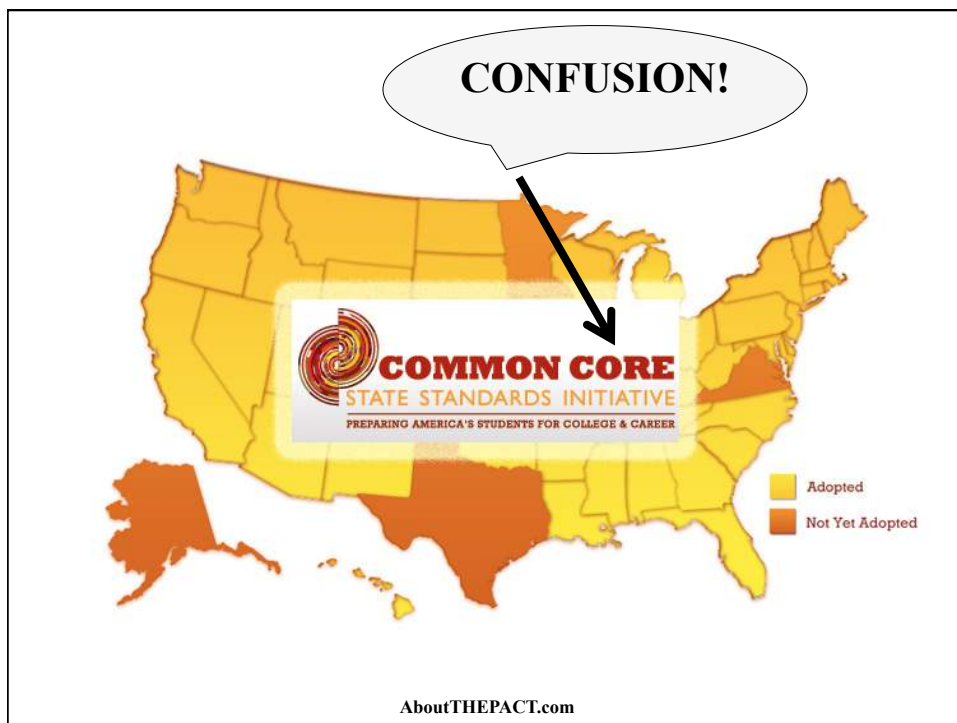 CONFUSION!
COMMON CORE
STATE STANDARDS INITIATIVE
PREPARING AMERICA'S STUDENTS FOR COLLEGE & CAREER
Adopted
Not Yet Adopted
AboutTHEPACT.com